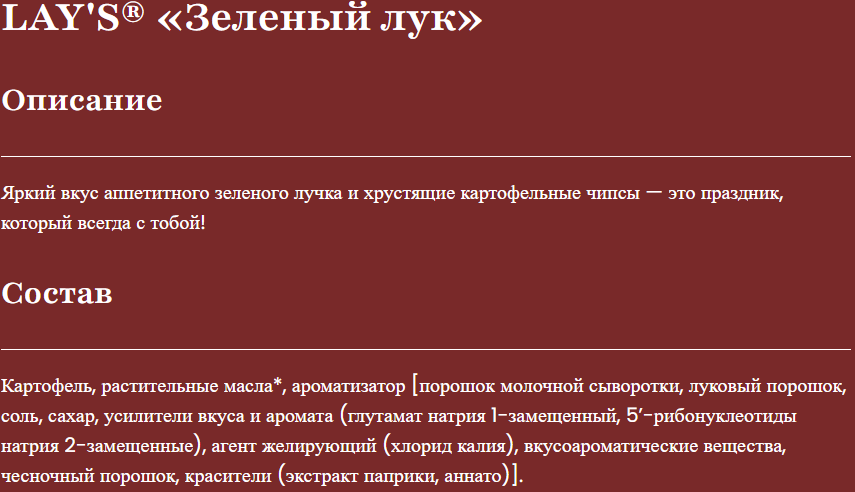 LAY'S® «Зеленый лук»
Описание
Яркий вкус аппетитного зеленого лучка и хрустящие картофельные чипсы — это праздник,
который всегда с тобой!
Состав
Картофель, растительные масла*, ароматизатор [порошок молочной сыворотки, луковый порошок,
соль, сахар, усилители вкуса и аромата (глутамат натрия 1-замещенный, 5’-рибонуклеотиды
натрия 2-замещенные), агент желирующий (хлорид калия), вкусоароматические вещества,
чесночный порошок, красители (экстракт паприки, аннато)].